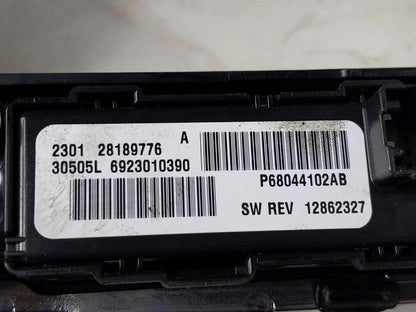 2301 28189776 A
30505L 6923010390
P68044102AB
SW REV 12862327